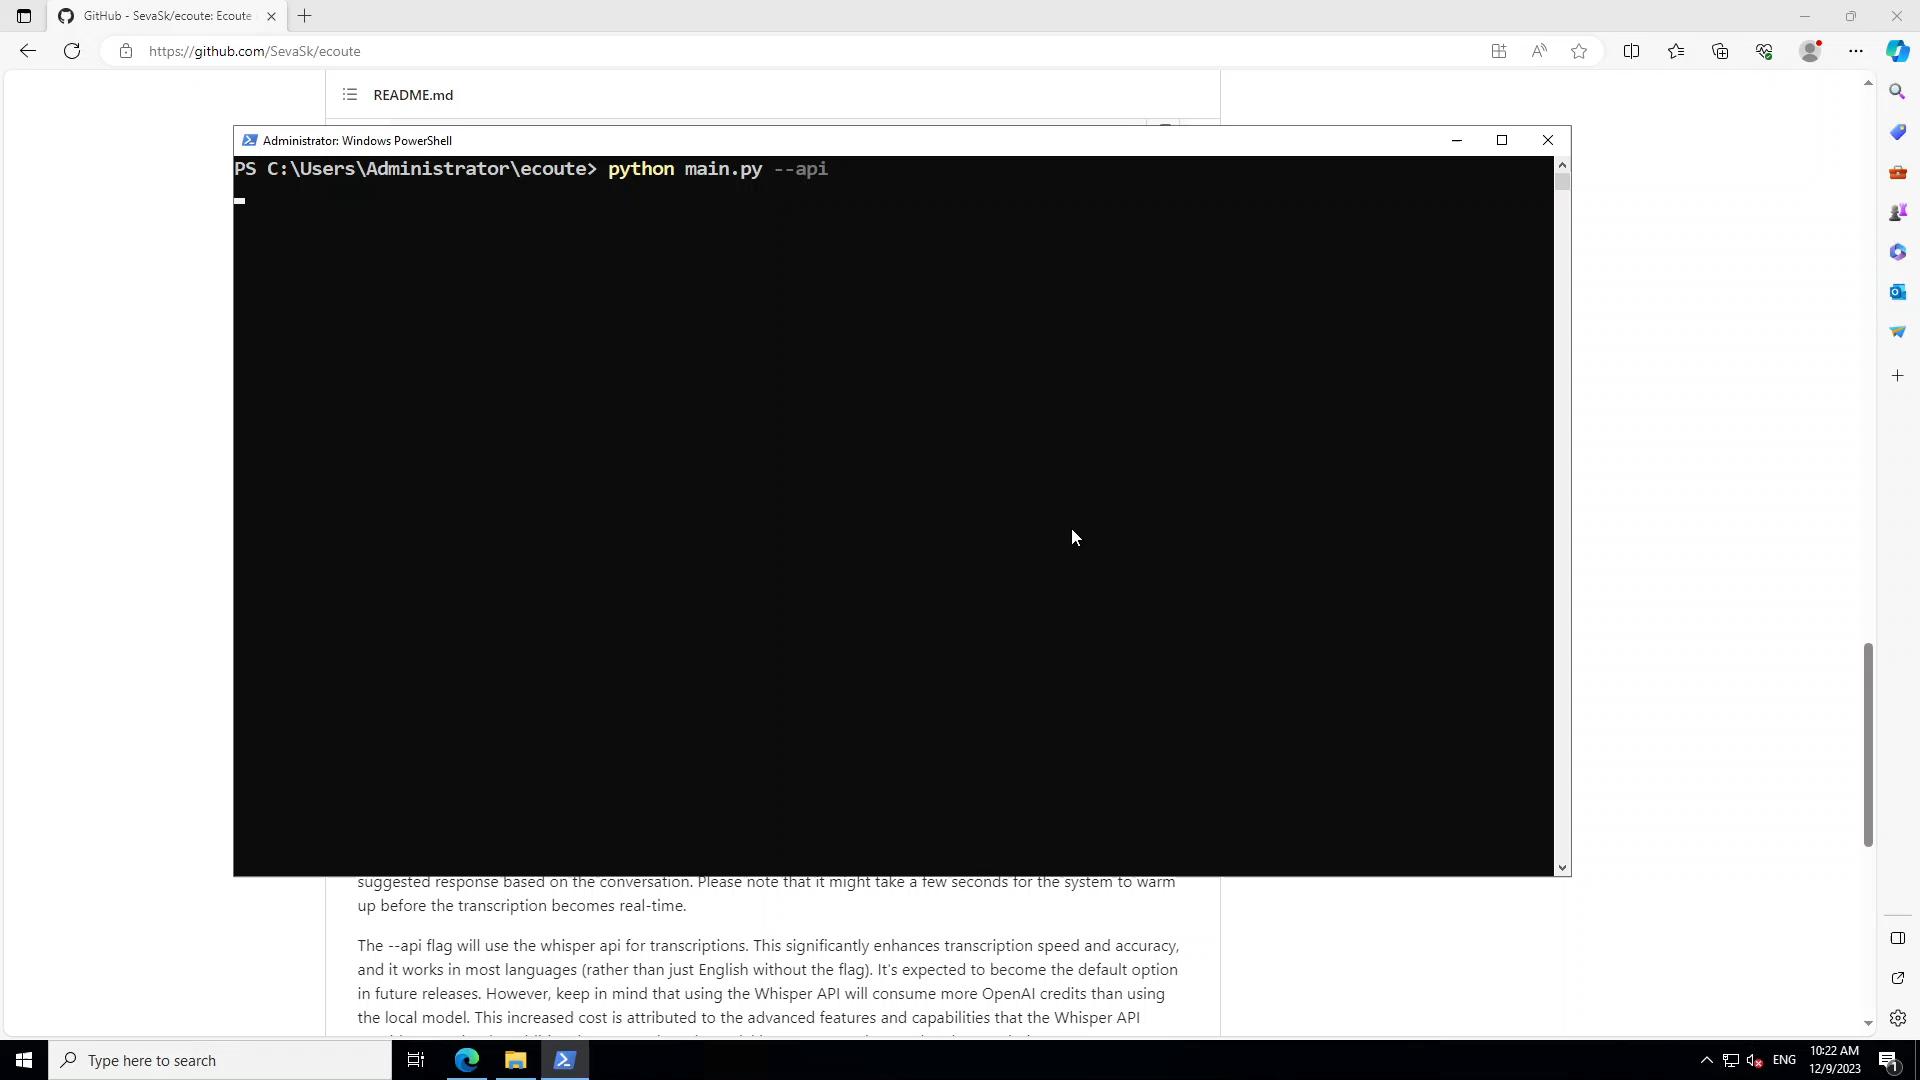 GitHub - SevaSk/ecoute: Ecoute
https://github.com/SevaSk/ecoute
README.md
Administrator: Windows PowerShell
PS C:\Users\Administrator\ecoute> python main.py --api
suggested response based on the conversation. Please note that it might take a few seconds for the system to warm
up before the transcription becomes real-time.
The --api flag will use the whisper api for transcriptions. This significantly enhances transcription speed and accuracy,
and it works in most languages (rather than just English without the flag). It's expected to become the default option
in future releases. However, keep in mind that using the Whisper API will consume more OpenAI credits than using
the local model. This increased cost is attributed to the advanced features and capabilities that the Whisper API
Type here to search
ENG
10:22 AM
12/9/2023
1